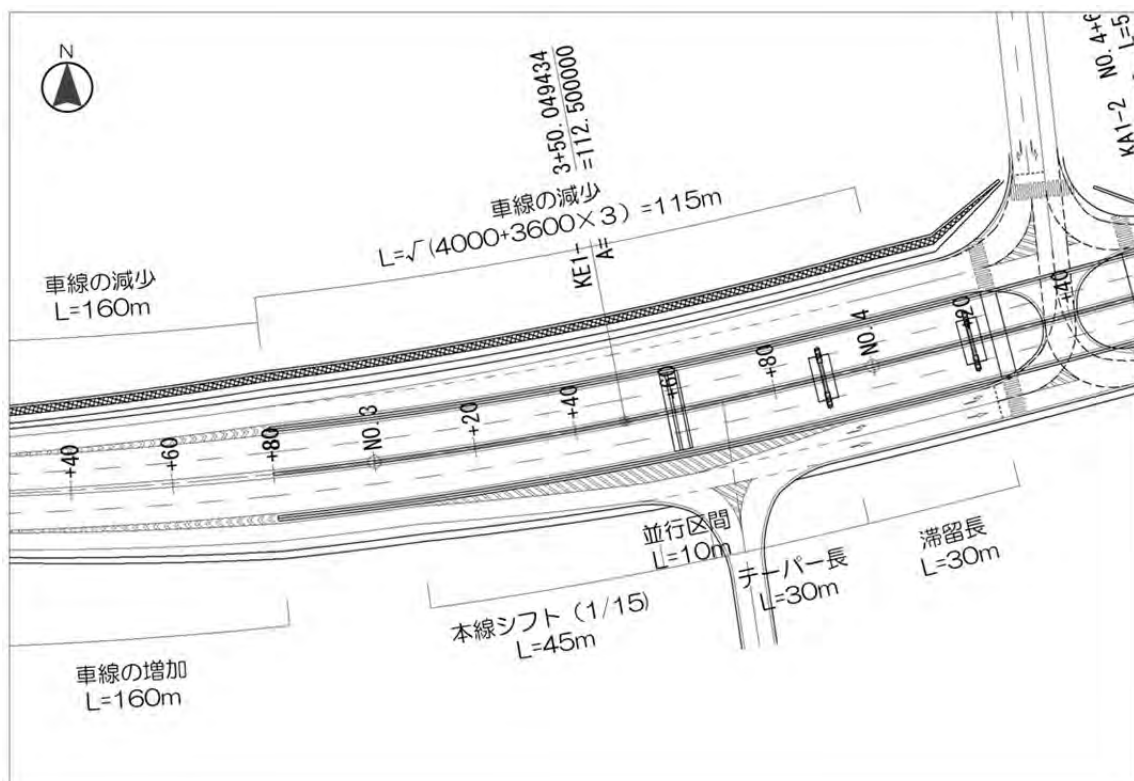 N
3+50. 049434
=112. 500000
KE1-
A=
KA1-2 NO. 4+6
L=5
車線の減少
L=√(4000+3600×3) =115m
車線の減少
L=160m
+40
+60
+80
NO.3
+20
+40
+60
+80
NO.4
+20
+40
並行区間
L=10m
テーパー長
L=30m
滞留長
L=30m
本線シフト (1/15)
L=45m
車線の増加
L=160m